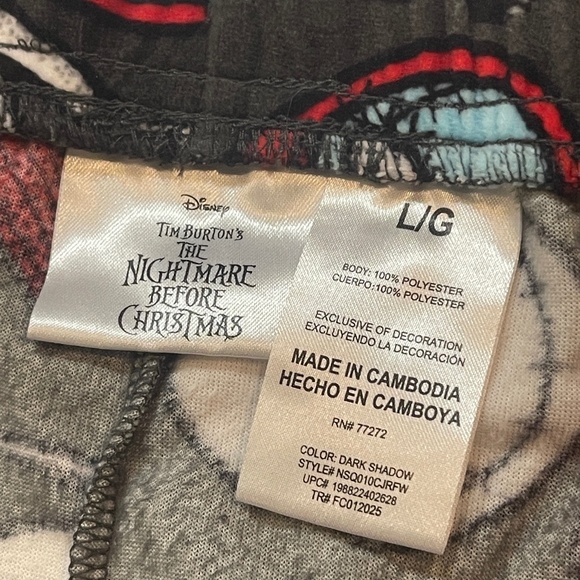 Disney
TIM BURTON'S
THE
NIGHTMARE
BEFORE
CHRISTMAS
L/G
BODY: 100% POLYESTER
CUERPO:100% POLYESTER
EXCLUSIVE OF DECORATION
EXCLUYENDO LA DECORACIÓN
MADE IN CAMBODIA
HECHO EN CAMBOYA
RN# 77272
COLOR: DARK SHADOW
STYLE# NSQ010CJRFW
UPC# 198822402628
TR# FC012025